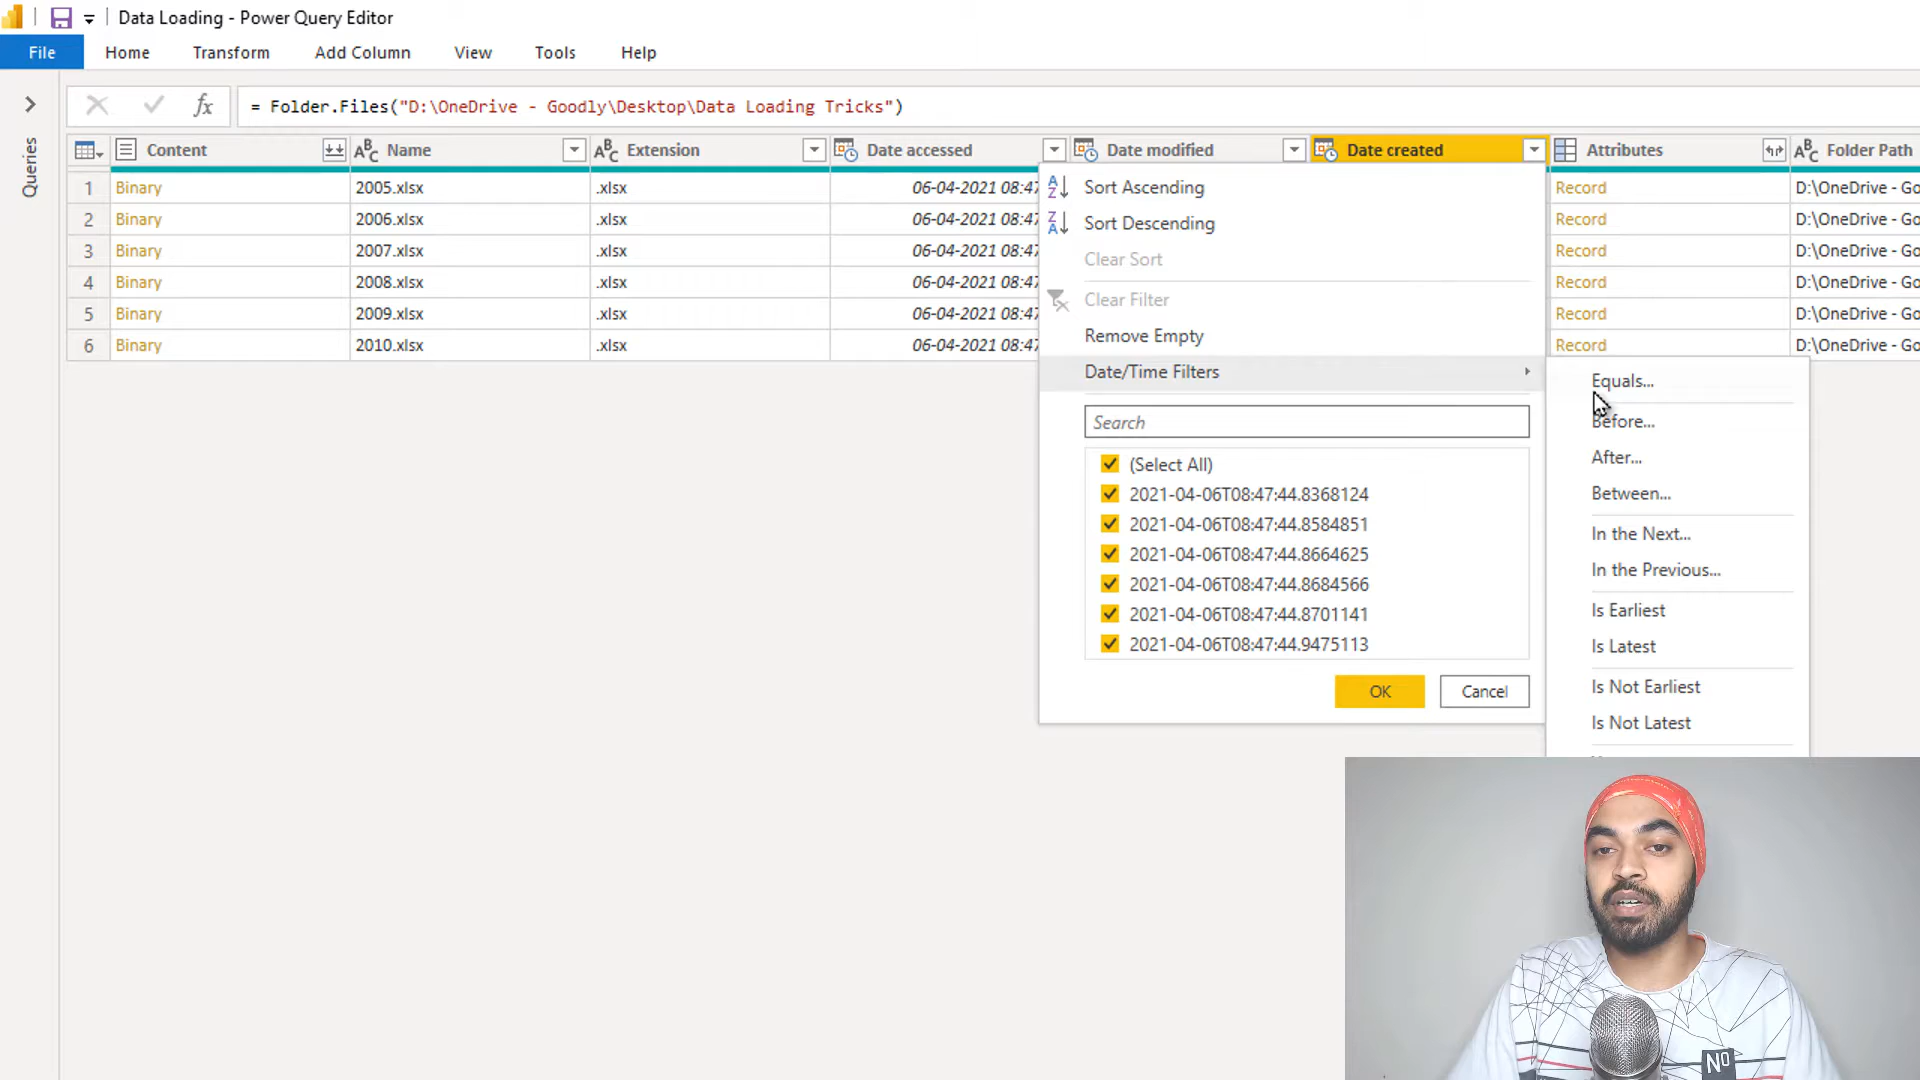 Data Loading - Power Query Editor
File Home Transform Add Column View Tools Help
fx = Folder.Files("D:\OneDrive - Goodly\Desktop\Data Loading Tricks")
Queries
Content Name Extension Date accessed Date modified Date created Attributes Folder Path
1 Binary 2005.xlsx .xlsx 06-04-2021 08:47 Record D:\OneDrive - Go
2 Binary 2006.xlsx .xlsx 06-04-2021 08:47 Record D:\OneDrive - Go
3 Binary 2007.xlsx .xlsx 06-04-2021 08:47 Record D:\OneDrive - Go
4 Binary 2008.xlsx .xlsx 06-04-2021 08:47 Record D:\OneDrive - Go
5 Binary 2009.xlsx .xlsx 06-04-2021 08:47 Record D:\OneDrive - Go
6 Binary 2010.xlsx .xlsx 06-04-2021 08:47 Record D:\OneDrive - Go
Sort Ascending
Sort Descending
Clear Sort
Clear Filter
Remove Empty
Date/Time Filters
Search
(Select All)
2021-04-06T08:47:44.8368124
2021-04-06T08:47:44.8584851
2021-04-06T08:47:44.8664625
2021-04-06T08:47:44.8684566
2021-04-06T08:47:44.8701141
2021-04-06T08:47:44.9475113
OK Cancel
Equals...
Before...
After...
Between...
In the Next...
In the Previous...
Is Earliest
Is Latest
Is Not Earliest
Is Not Latest
NO